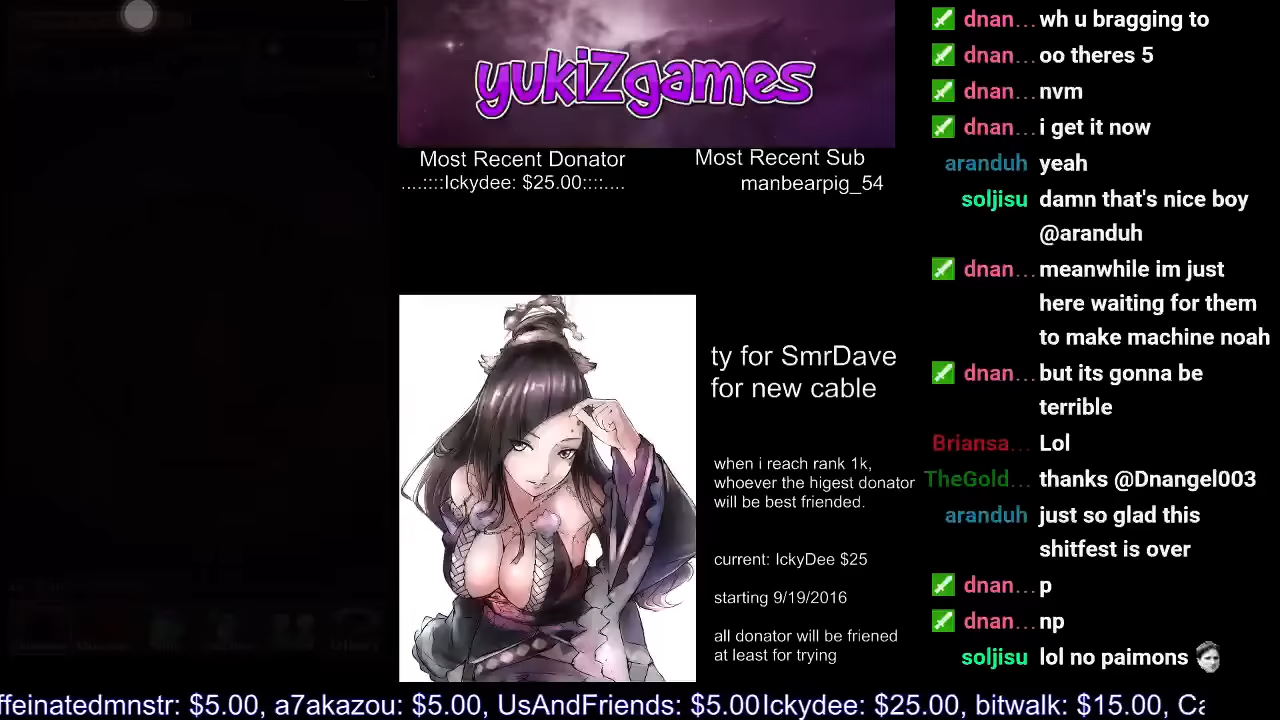 yukiZgames
Most Recent Donator
....::::Ickydee: $25.00::::....
Most Recent Sub
manbearpig_54
ty for SmrDave
for new cable
when i reach rank 1k,
whoever the higest donator
will be best friended.
current: IckyDee $25
starting 9/19/2016
all donator will be friened
at least for trying
dnan... wh u bragging to
dnan... oo theres 5
dnan... nvm
dnan... i get it now
aranduh yeah
soljisu damn that's nice boy
@aranduh
dnan... meanwhile im just
here waiting for them
to make machine noah
dnan... but its gonna be
terrible
Briansa... Lol
TheGold... thanks @Dnangel003
aranduh just so glad this
shitfest is over
dnan... p
dnan... np
soljisu lol no paimons
ffeinatedmnstr: $5.00, a7akazou: $5.00, UsAndFriends: $5.00Ickydee: $25.00, bitwalk: $15.00, Ca